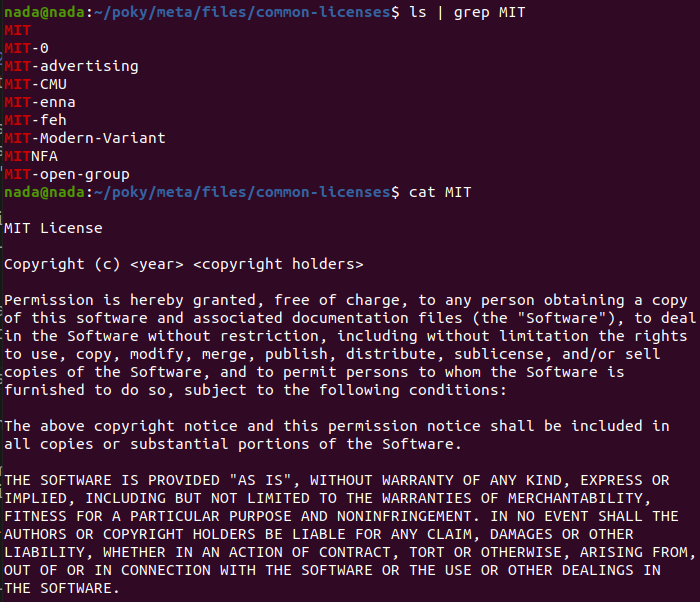 nada@nada:~/poky/meta/files/common-licenses$ ls | grep MIT
MIT
MIT-0
MIT-advertising
MIT-CMU
MIT-enna
MIT-feh
MIT-Modern-Variant
MITNFA
MIT-open-group
nada@nada:~/poky/meta/files/common-licenses$ cat MIT
MIT License
Copyright (c) <year> <copyright holders>
Permission is hereby granted, free of charge, to any person obtaining a copy
of this software and associated documentation files (the "Software"), to deal
in the Software without restriction, including without limitation the rights
to use, copy, modify, merge, publish, distribute, sublicense, and/or sell
copies of the Software, and to permit persons to whom the Software is
furnished to do so, subject to the following conditions:
The above copyright notice and this permission notice shall be included in
all copies or substantial portions of the Software.
THE SOFTWARE IS PROVIDED "AS IS", WITHOUT WARRANTY OF ANY KIND, EXPRESS OR
IMPLIED, INCLUDING BUT NOT LIMITED TO THE WARRANTIES OF MERCHANTABILITY,
FITNESS FOR A PARTICULAR PURPOSE AND NONINFRINGEMENT. IN NO EVENT SHALL THE
AUTHORS OR COPYRIGHT HOLDERS BE LIABLE FOR ANY CLAIM, DAMAGES OR OTHER
LIABILITY, WHETHER IN AN ACTION OF CONTRACT, TORT OR OTHERWISE, ARISING FROM,
OUT OF OR IN CONNECTION WITH THE SOFTWARE OR THE USE OR OTHER DEALINGS IN
THE SOFTWARE.